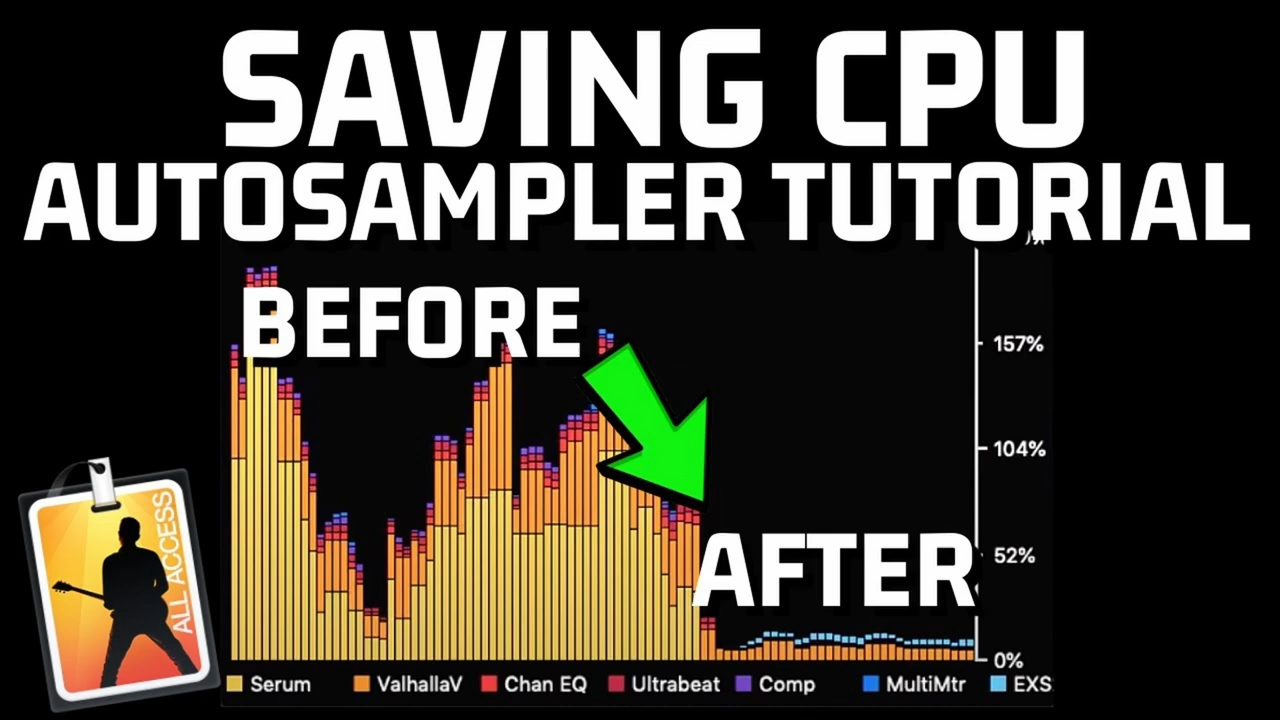 SAVING CPU
AUTOSAMPLER TUTORIAL
BEFORE
157%
104%
AFTER
52%
0%
ALL ACCESS
Serum ValhallaV Chan EQ Ultrabeat Comp MultiMtr EXS